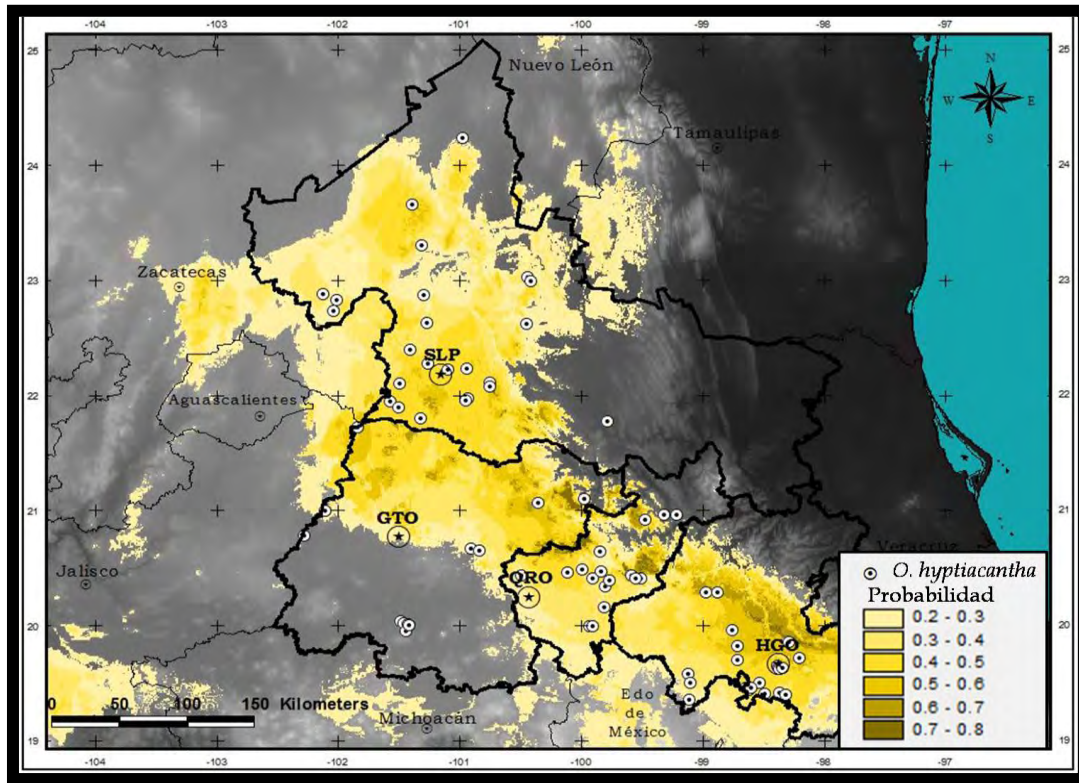 -104 -103 -102 -101 -100 -99 -98 -97
25 25
Nuevo León
N
W E
S
Tamaulipas
24 24
Zacatecas
23 23
SLP
Aguascalientes
22 22
21 21
GTO
Veracruz
Jalisco
QRO
20 20
HGO
Edo
de
México
Michoacán
0 50 100 150 Kilometers
19 19
-104 -103 -102 -101 -100 -99 -98 -97
O. hyptiacantha
Probabilidad
0.2 - 0.3
0.3 - 0.4
0.4 - 0.5
0.5 - 0.6
0.6 - 0.7
0.7 - 0.8